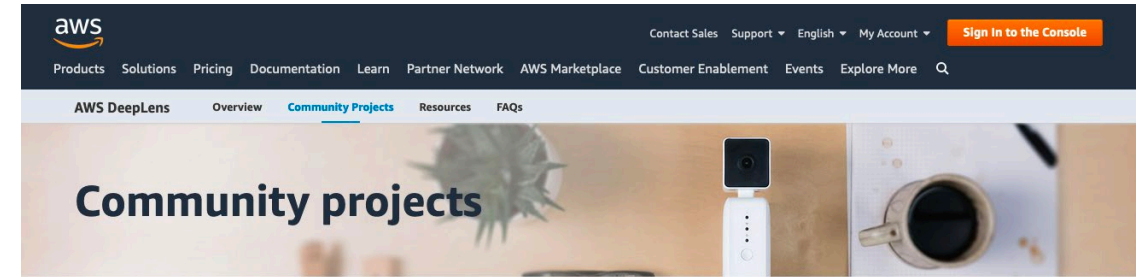 aws
Contact Sales Support English My Account Sign In to the Console
Products Solutions Pricing Documentation Learn Partner Network AWS Marketplace Customer Enablement Events Explore More
AWS DeepLens Overview Community Projects Resources FAQs
Community projects